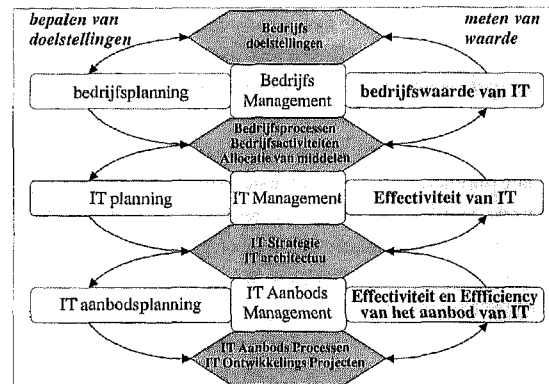 bepalen van
doelstellingen
Bedrijfs
doelstellingen
meten van
waarde
bedrijfsplanning
Bedrijfs
Management
bedrijfswaarde van IT
Bedrijfsprocessen
Bedrijfsactiviteiten
Allocatie van middelen
IT planning
IT Management
Effectiviteit van IT
IT Strategie
IT architectuu
IT aanbodsplanning
IT Aanbods
Management
Effectiviteit en Effficiency
van het aanbod van IT
IT Aanbods Processen
IT Ontwikkelings Projecten